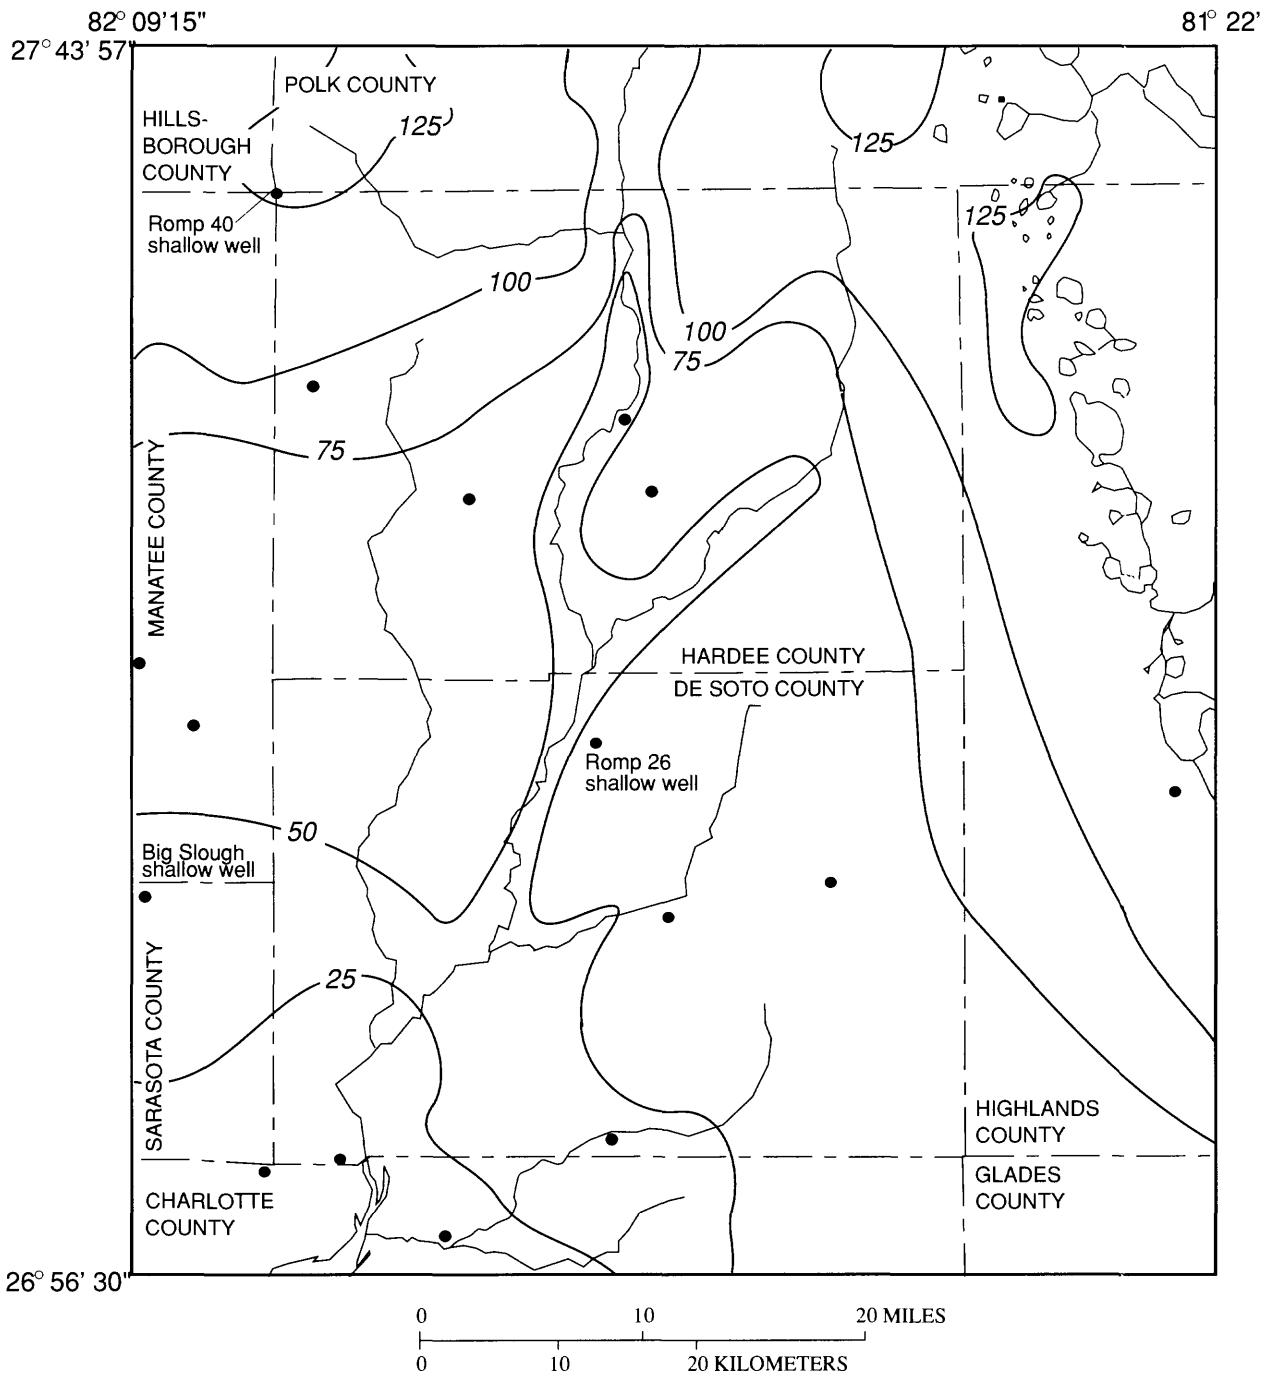 82° 09'15"
81° 22'
27° 43' 57"
POLK COUNTY
HILLS-
BOROUGH
COUNTY
125
125
125
Romp 40
shallow well
100
100
75
75
MANATEE COUNTY
HARDEE COUNTY
DE SOTO COUNTY
Romp 26
shallow well
50
Big Slough
shallow well
25
SARASOTA COUNTY
HIGHLANDS
COUNTY
GLADES
COUNTY
CHARLOTTE
COUNTY
26° 56' 30"
0 10 20 MILES
0 10 20 KILOMETERS